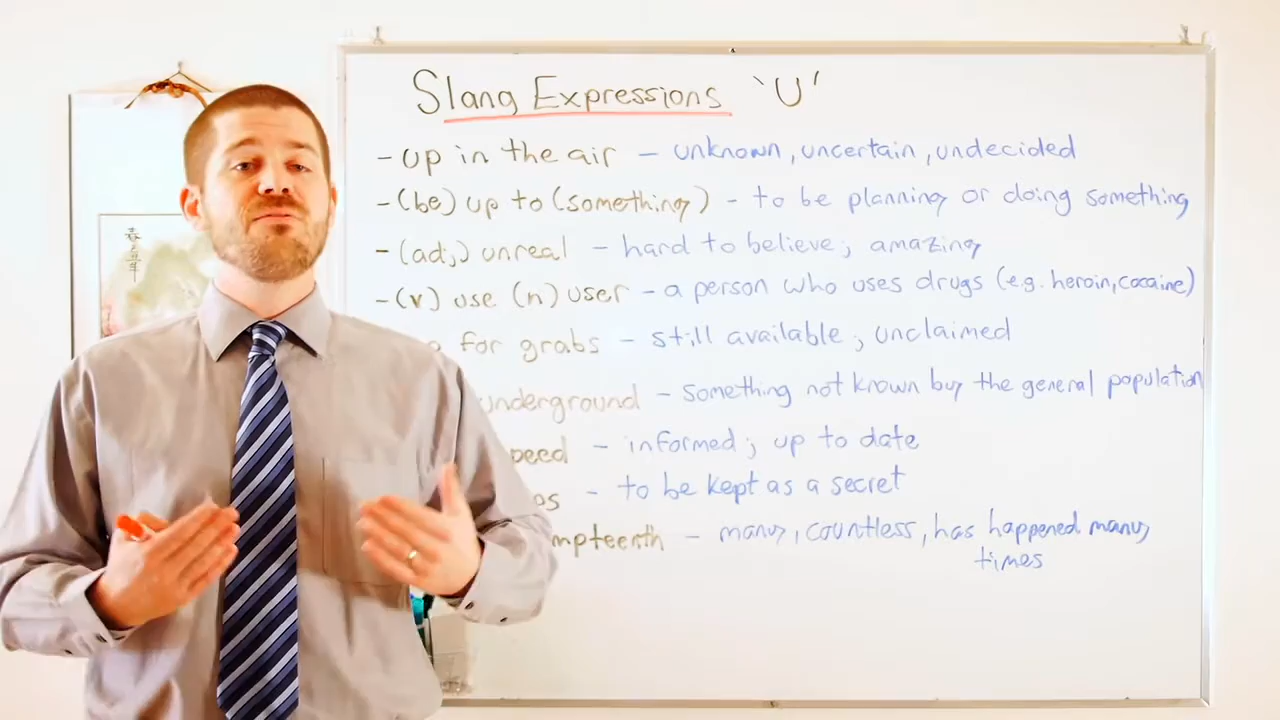 Slang Expressions 'U'
- up in the air - unknown, uncertain, undecided
- (be) up to (something) - to be planning or doing something
- (adj.) unreal - hard to believe; amazing
- (v) use (n) user - a person who uses drugs (e.g. heroin, cocaine)
for grabs - still available; unclaimed
underground - something not known by the general population
- informed; up to date
- to be kept as a secret
- many, countless, has happened many
times
春